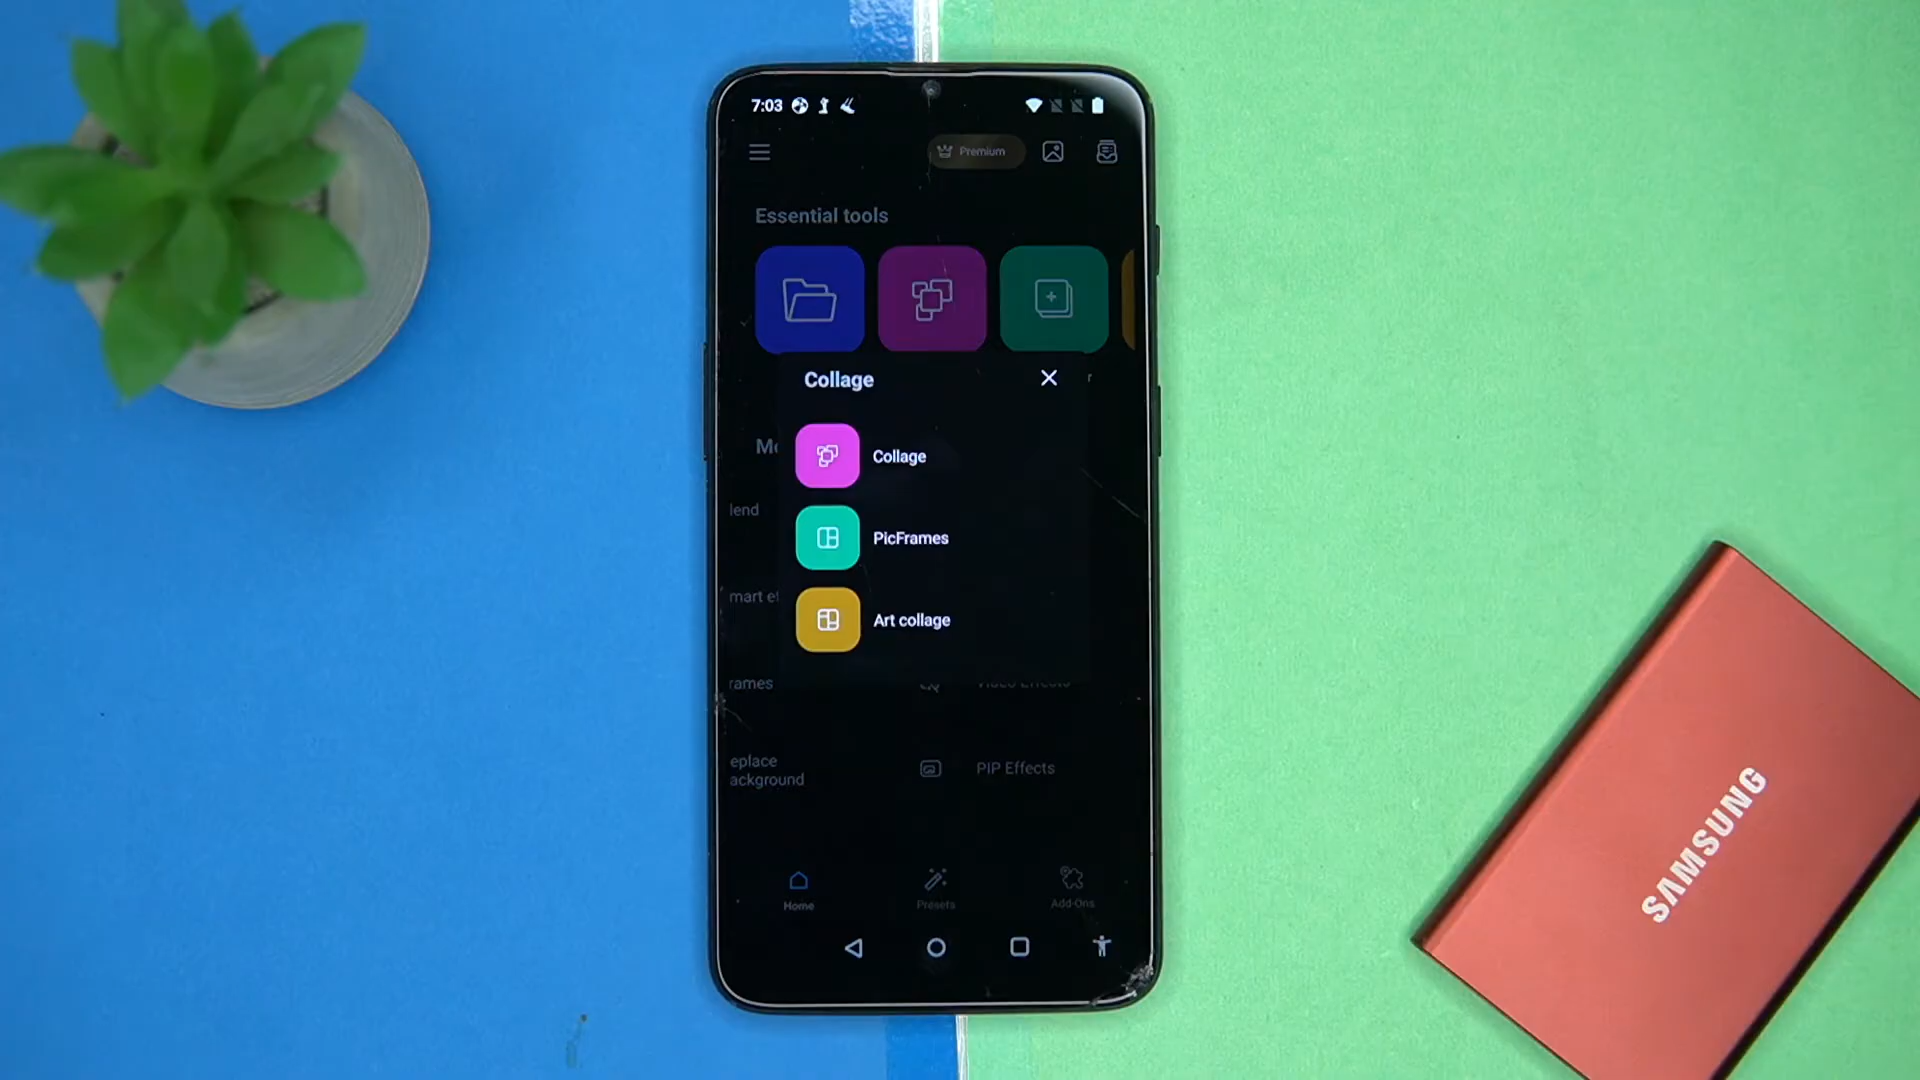 7:03
Premium
Essential tools
Collage
Collage
lend
PicFrames
mart ef
Art collage
rames
Video Effects
eplace
ackground
PIP Effects
Home
Presets
Add-Ons
SAMSUNG